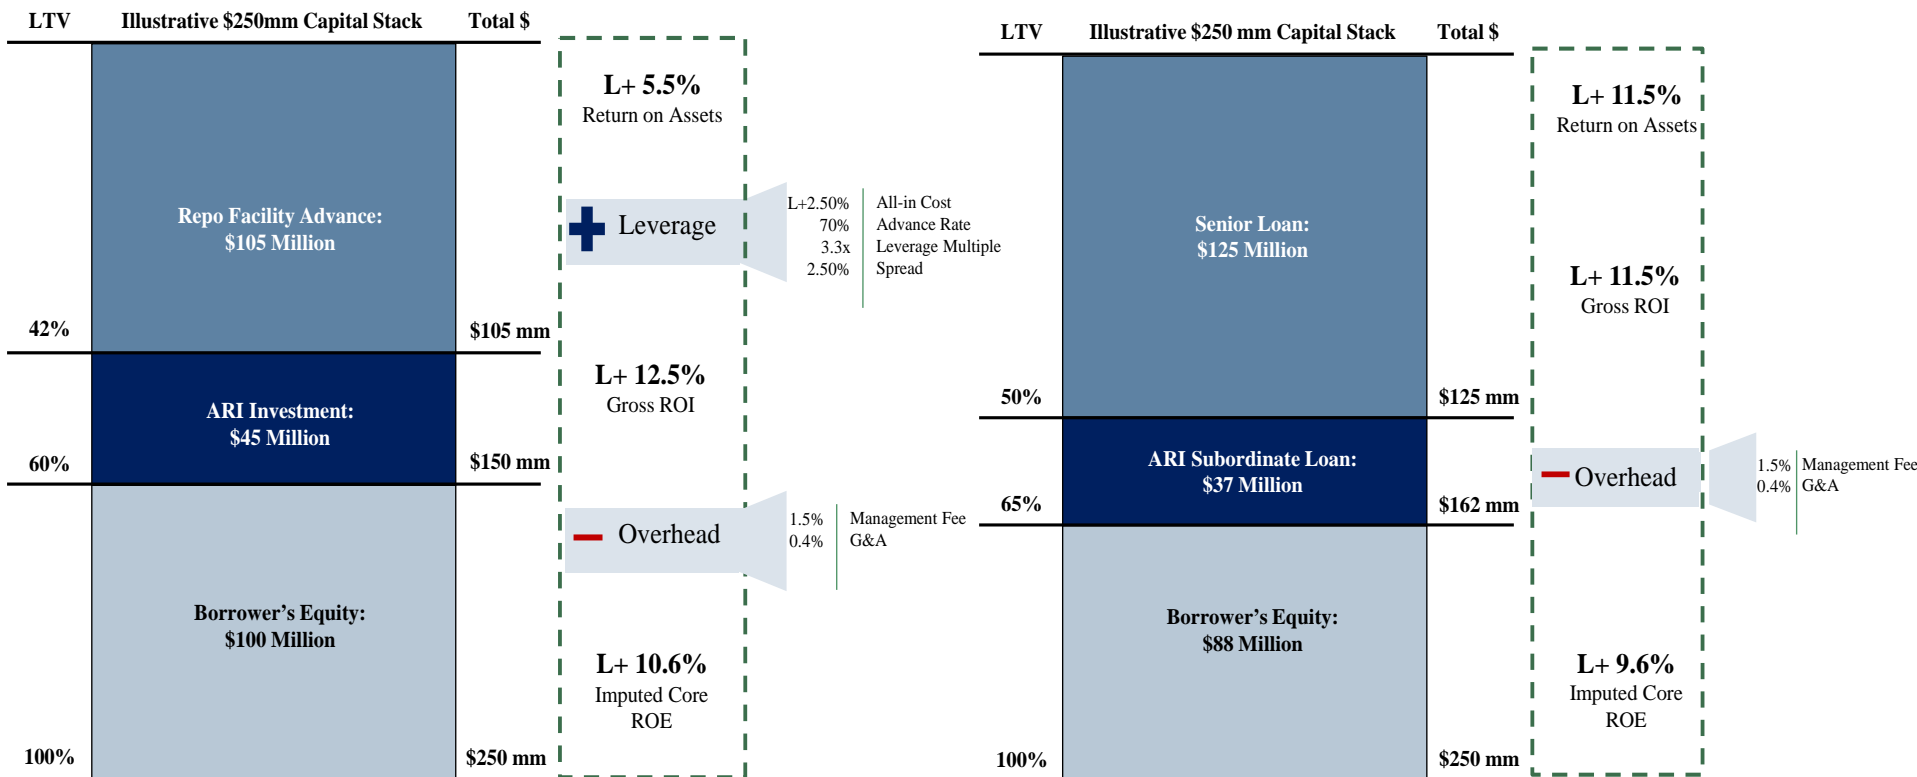 LTV Illustrative $250mm Capital Stack Total $
Repo Facility Advance:
$105 Million
42% $105 mm
ARI Investment:
$45 Million
60% $150 mm
Borrower’s Equity:
$100 Million
100% $250 mm
L+ 5.5%
Return on Assets
Leverage
L+2.50% All-in Cost
70% Advance Rate
3.3x Leverage Multiple
2.50% Spread
L+ 12.5%
Gross ROI
Overhead
1.5% Management Fee
0.4% G&A
L+ 10.6%
Imputed Core
ROE
LTV Illustrative $250 mm Capital Stack Total $
Senior Loan:
$125 Million
50% $125 mm
ARI Subordinate Loan:
$37 Million
65% $162 mm
Borrower’s Equity:
$88 Million
100% $250 mm
L+ 11.5%
Return on Assets
L+ 11.5%
Gross ROI
Overhead
1.5% Management Fee
0.4% G&A
L+ 9.6%
Imputed Core
ROE